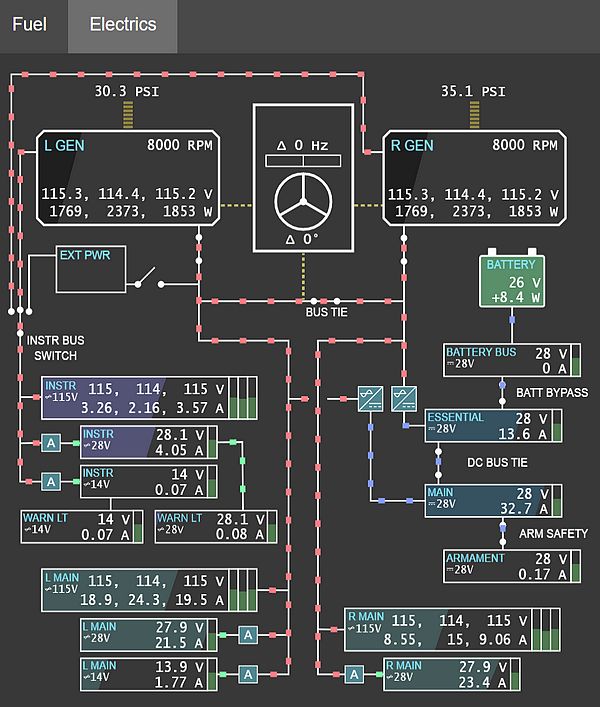 Fuel
Electrics
30.3 PSI
35.1 PSI
L GEN 8000 RPM
115.3, 114.4, 115.2 V
1769, 2373, 1853 W
Δ 0 Hz
Δ 0°
R GEN 8000 RPM
115.3, 114.4, 115.2 V
1769, 2373, 1853 W
EXT PWR
BUS TIE
BATTERY
26 V
+8.4 W
INSTR BUS
SWITCH
BATTERY BUS 28 V
⎓28V 0 A
BATT BYPASS
INSTR 115, 114, 115 V
~115V 3.26, 2.16, 3.57 A
ESSENTIAL 28 V
⎓28V 13.6 A
INSTR 28.1 V
~28V 4.05 A
A
DC BUS TIE
INSTR 14 V
~14V 0.07 A
A
MAIN 28 V
⎓28V 32.7 A
WARN LT 14 V
~14V 0.07 A
WARN LT 28.1 V
~28V 0.08 A
ARM SAFETY
ARMAMENT 28 V
⎓28V 0.17 A
L MAIN 115, 114, 115 V
~115V 18.9, 24.3, 19.5 A
R MAIN 115, 114, 115 V
~115V 8.55, 15, 9.06 A
L MAIN 27.9 V
~28V 21.5 A
A
L MAIN 13.9 V
~14V 1.77 A
A
A
R MAIN 27.9 V
~28V 23.4 A